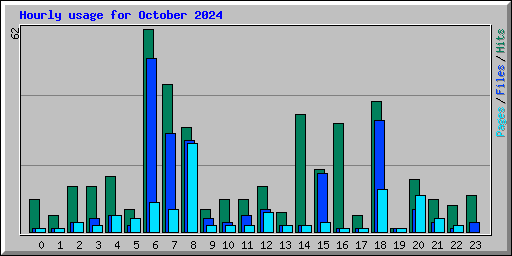 Hourly usage for October 2024
62
Pages / Files / Hits
0 1 2 3 4 5 6 7 8 9 10 11 12 13 14 15 16 17 18 19 20 21 22 23